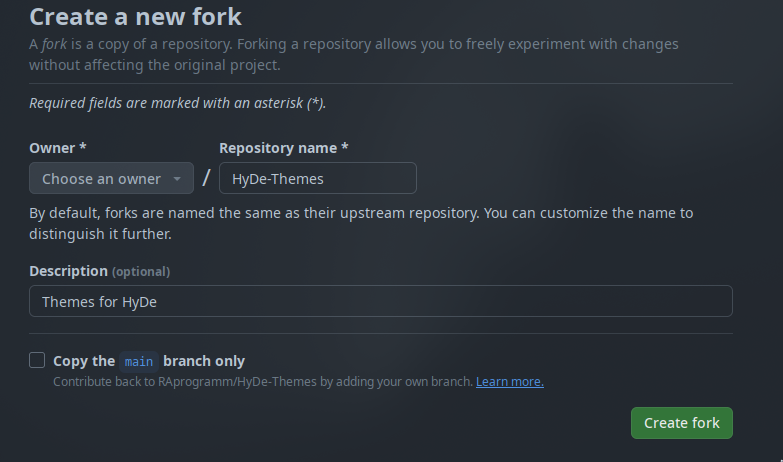 Create a new fork
A fork is a copy of a repository. Forking a repository allows you to freely experiment with changes
without affecting the original project.
Required fields are marked with an asterisk (*).
Owner * Repository name *
Choose an owner / HyDe-Themes
By default, forks are named the same as their upstream repository. You can customize the name to
distinguish it further.
Description (optional)
Themes for HyDe
Copy the main branch only
Contribute back to RAprogramm/HyDe-Themes by adding your own branch. Learn more.
Create fork